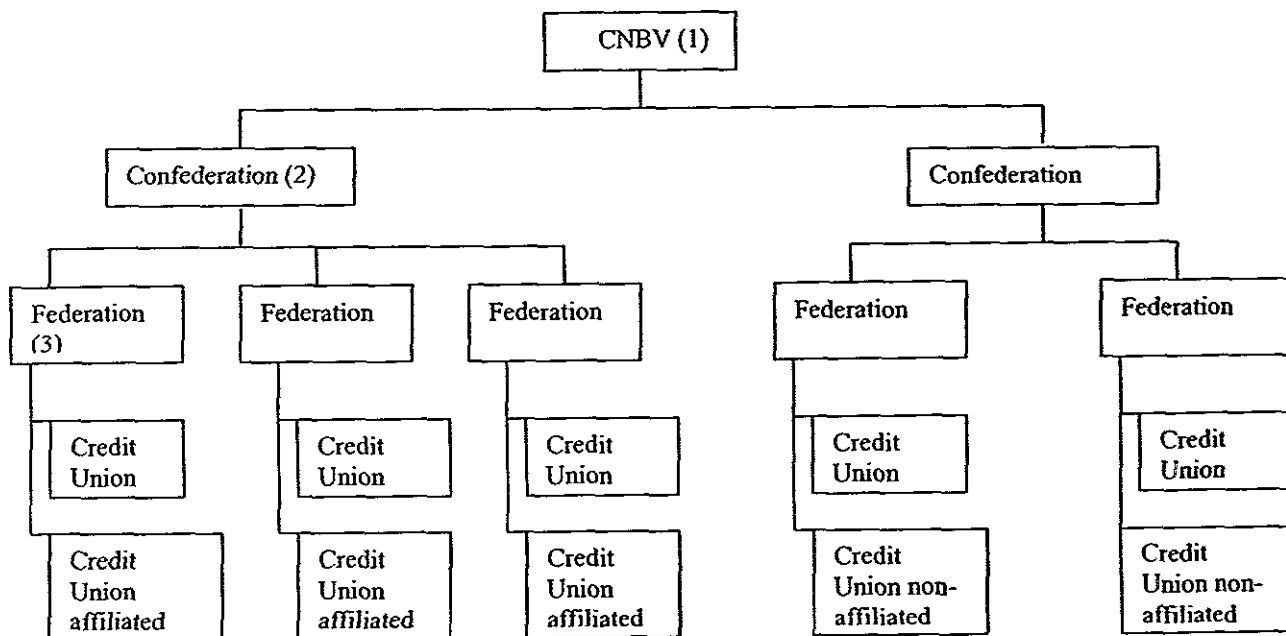 CNBV (1)
Confederation (2)
Confederation
Federation
(3)
Federation
Federation
Federation
Federation
Credit
Union
Credit
Union
Credit
Union
Credit
Union
Credit
Union
Credit
Union
affiliated
Credit
Union
affiliated
Credit
Union
affiliated
Credit
Union non-
affiliated
Credit
Union non-
affiliated